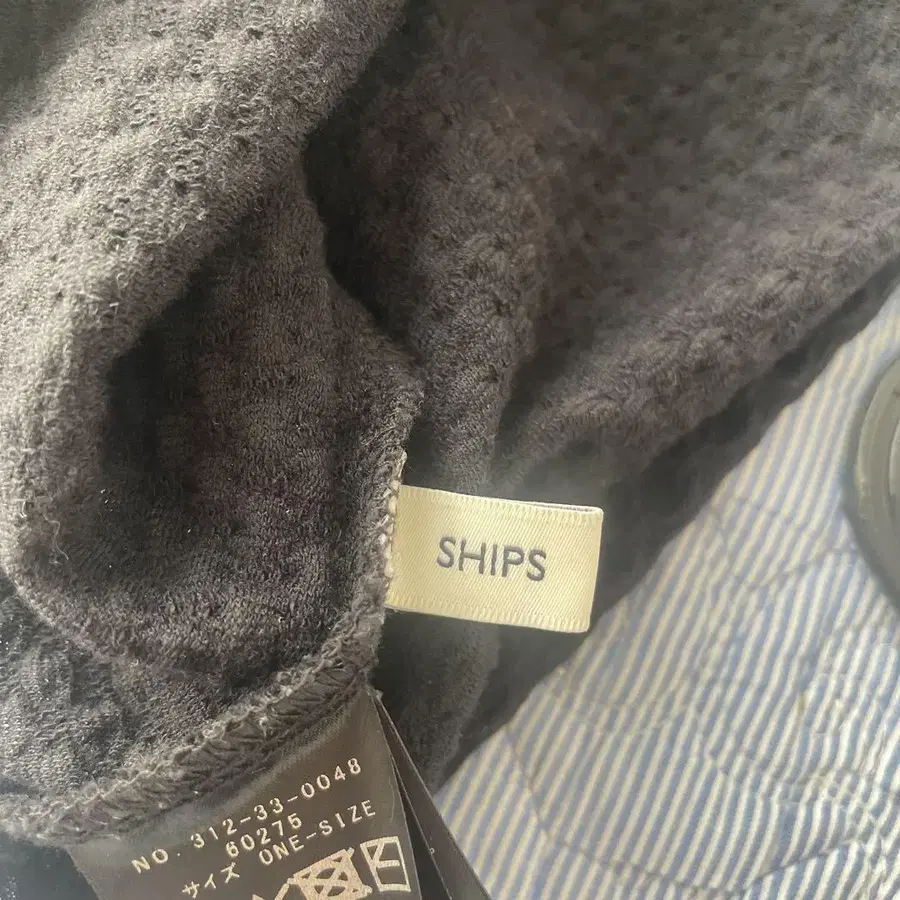 SHIPS
NO. 312-33-0048
60275
サイズ ONE-SIZE